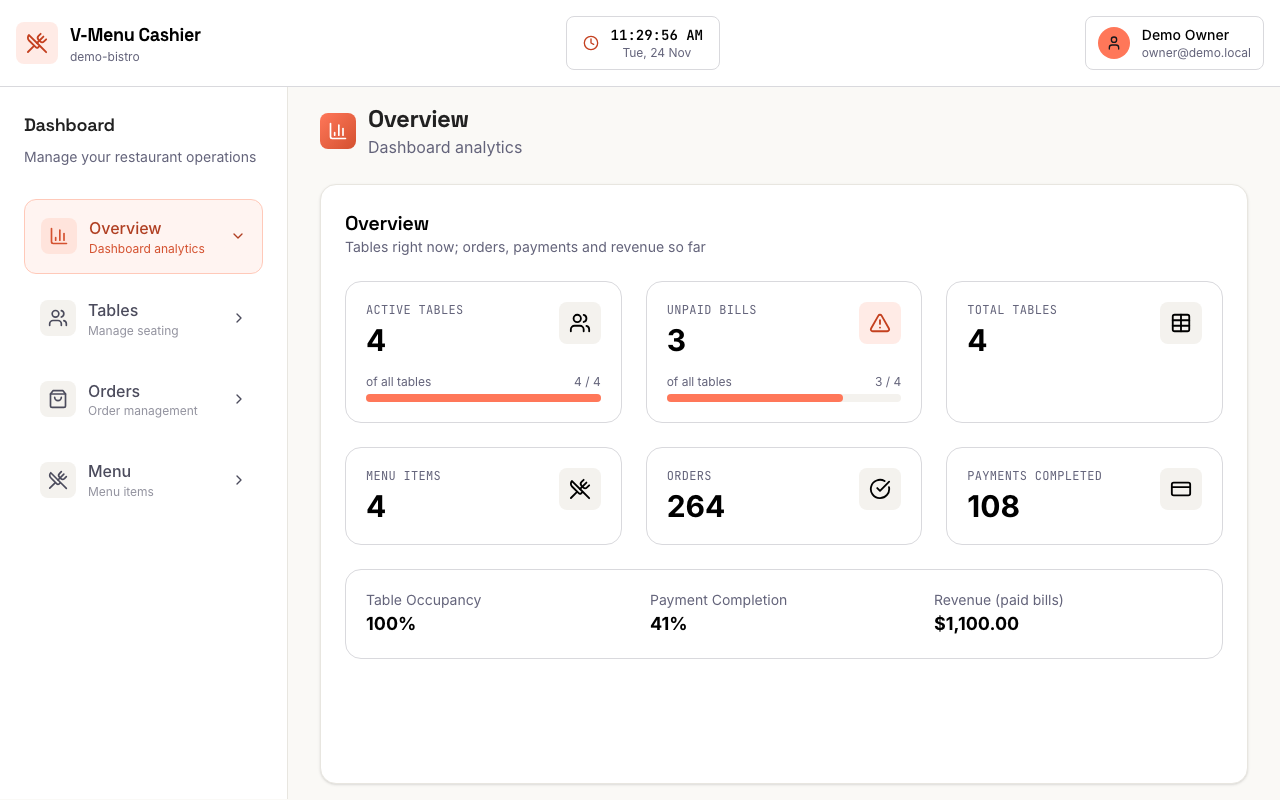 V-Menu Cashier
demo-bistro
11:29:56 AM
Tue, 24 Nov
Demo Owner
owner@demo.local
Dashboard
Manage your restaurant operations
Overview
Dashboard analytics
Tables
Manage seating
Orders
Order management
Menu
Menu items
Overview
Dashboard analytics
Overview
Tables right now; orders, payments and revenue so far
ACTIVE TABLES
4
of all tables 4 / 4
UNPAID BILLS
3
of all tables 3 / 4
TOTAL TABLES
4
MENU ITEMS
4
ORDERS
264
PAYMENTS COMPLETED
108
Table Occupancy
100%
Payment Completion
41%
Revenue (paid bills)
$1,100.00